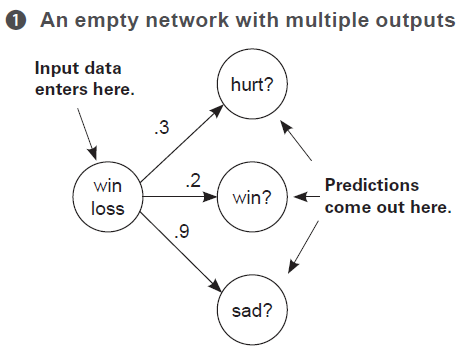 1 An empty network with multiple outputs
Input data
enters here.
hurt?
.3
win
loss
.2
win?
Predictions
come out here.
.9
sad?